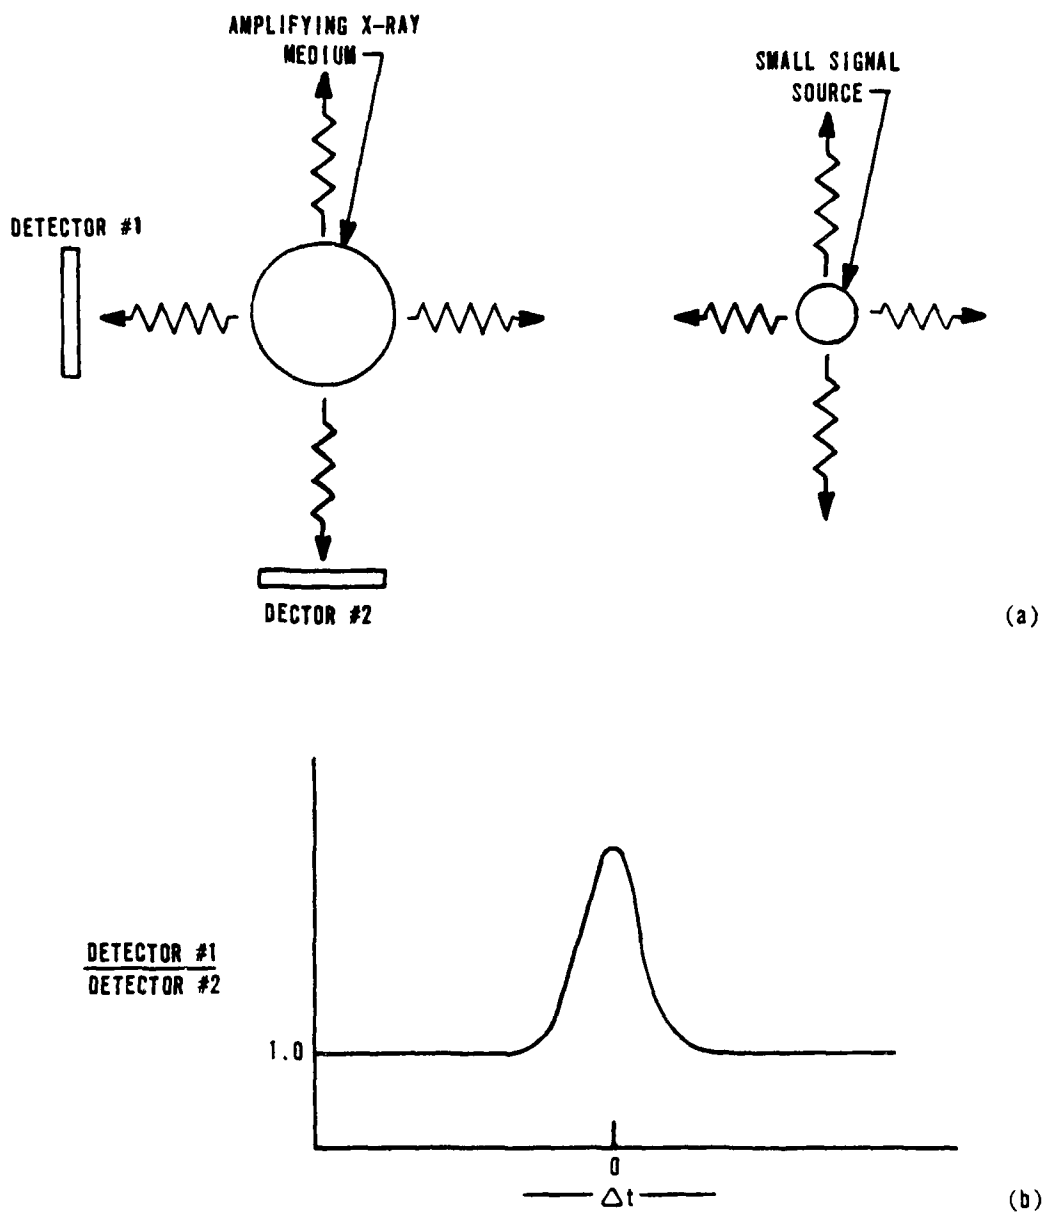 AMPLIFYING X-RAY
MEDIUM
SMALL SIGNAL
SOURCE
DETECTOR #1
DECTOR #2
(a)
DETECTOR #1
DETECTOR #2
1.0
0
Δt
(b)